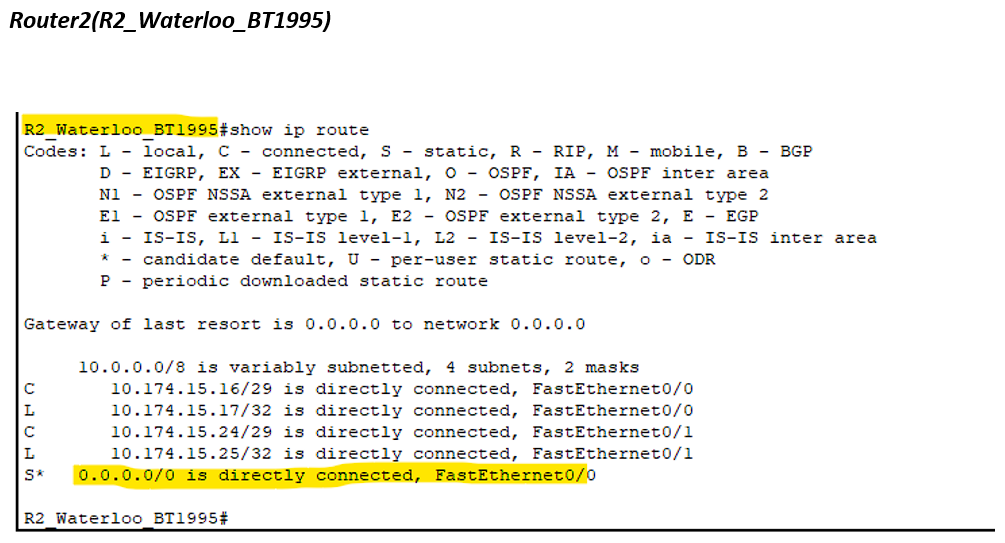 Router2(R2_Waterloo_BT1995)
R2_Waterloo_BT1995#show ip route
Codes: L - local, C - connected, S - static, R - RIP, M - mobile, B - BGP
D - EIGRP, EX - EIGRP external, O - OSPF, IA - OSPF inter area
N1 - OSPF NSSA external type 1, N2 - OSPF NSSA external type 2
E1 - OSPF external type 1, E2 - OSPF external type 2, E - EGP
i - IS-IS, L1 - IS-IS level-1, L2 - IS-IS level-2, ia - IS-IS inter area
* - candidate default, U - per-user static route, o - ODR
P - periodic downloaded static route
Gateway of last resort is 0.0.0.0 to network 0.0.0.0
10.0.0.0/8 is variably subnetted, 4 subnets, 2 masks
C 10.174.15.16/29 is directly connected, FastEthernet0/0
L 10.174.15.17/32 is directly connected, FastEthernet0/0
C 10.174.15.24/29 is directly connected, FastEthernet0/1
L 10.174.15.25/32 is directly connected, FastEthernet0/1
S* 0.0.0.0/0 is directly connected, FastEthernet0/0
R2_Waterloo_BT1995#